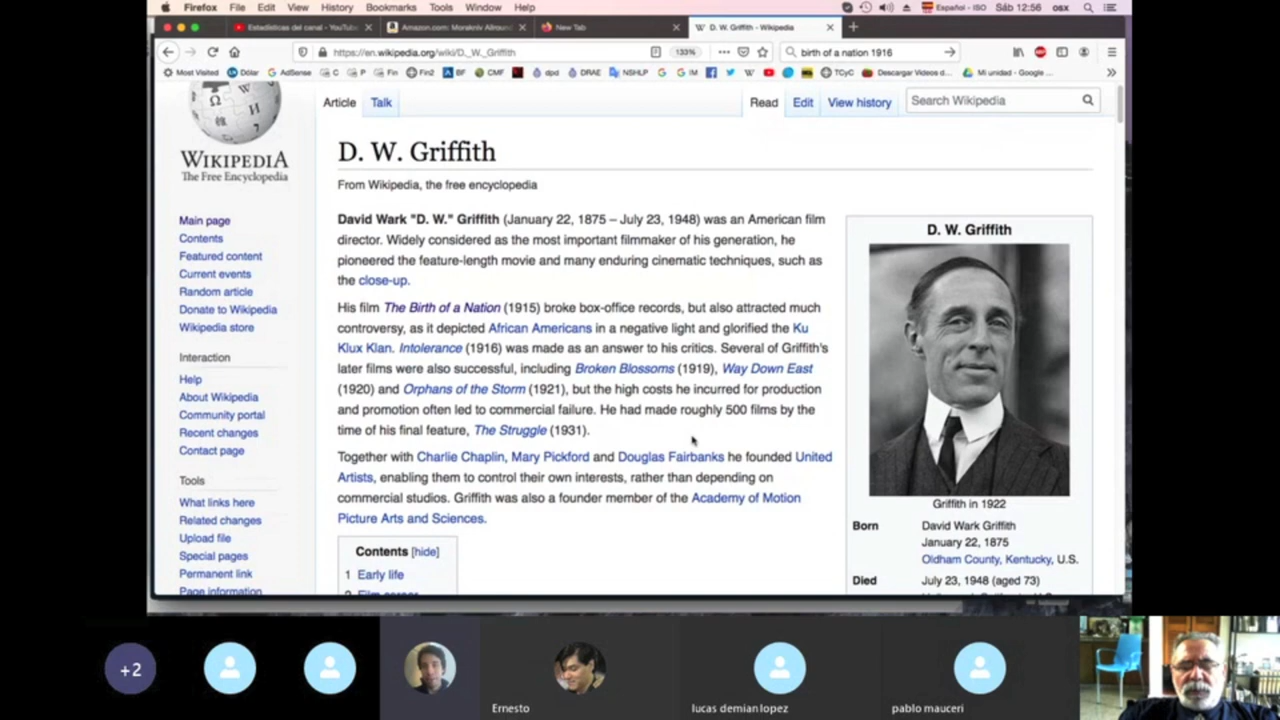 Firefox File Edit View History Bookmarks Tools Window Help Español - ISO Sáb 12:56 osx
Estadísticas del canal - YouTub
Amazon.com: Morakniv Allround
New Tab
D. W. Griffith - Wikipedia
https://en.wikipedia.org/wiki/D._W._Griffith 133% birth of a nation 1916
Most Visited Dólar AdSense C P Fin Fin2 BF CMF dpd DRAE NSHLP G GIM TCyC Descargar Videos d... Mi unidad - Google ...
Article Talk Read Edit View history Search Wikipedia
WIKIPEDIA
The Free Encyclopedia
Main page
Contents
Featured content
Current events
Random article
Donate to Wikipedia
Wikipedia store
Interaction
Help
About Wikipedia
Community portal
Recent changes
Contact page
Tools
What links here
Related changes
Upload file
Special pages
Permanent link
Page information
D. W. Griffith
From Wikipedia, the free encyclopedia
David Wark "D. W." Griffith (January 22, 1875 – July 23, 1948) was an American film
director. Widely considered as the most important filmmaker of his generation, he
pioneered the feature-length movie and many enduring cinematic techniques, such as
the close-up.
His film The Birth of a Nation (1915) broke box-office records, but also attracted much
controversy, as it depicted African Americans in a negative light and glorified the Ku
Klux Klan. Intolerance (1916) was made as an answer to his critics. Several of Griffith's
later films were also successful, including Broken Blossoms (1919), Way Down East
(1920) and Orphans of the Storm (1921), but the high costs he incurred for production
and promotion often led to commercial failure. He had made roughly 500 films by the
time of his final feature, The Struggle (1931).
Together with Charlie Chaplin, Mary Pickford and Douglas Fairbanks he founded United
Artists, enabling them to control their own interests, rather than depending on
commercial studios. Griffith was also a founder member of the Academy of Motion
Picture Arts and Sciences.
Contents [hide]
1 Early life
D. W. Griffith
Griffith in 1922
Born David Wark Griffith
January 22, 1875
Oldham County, Kentucky, U.S.
Died July 23, 1948 (aged 73)
+2
Ernesto
lucas demian lopez
pablo mauceri